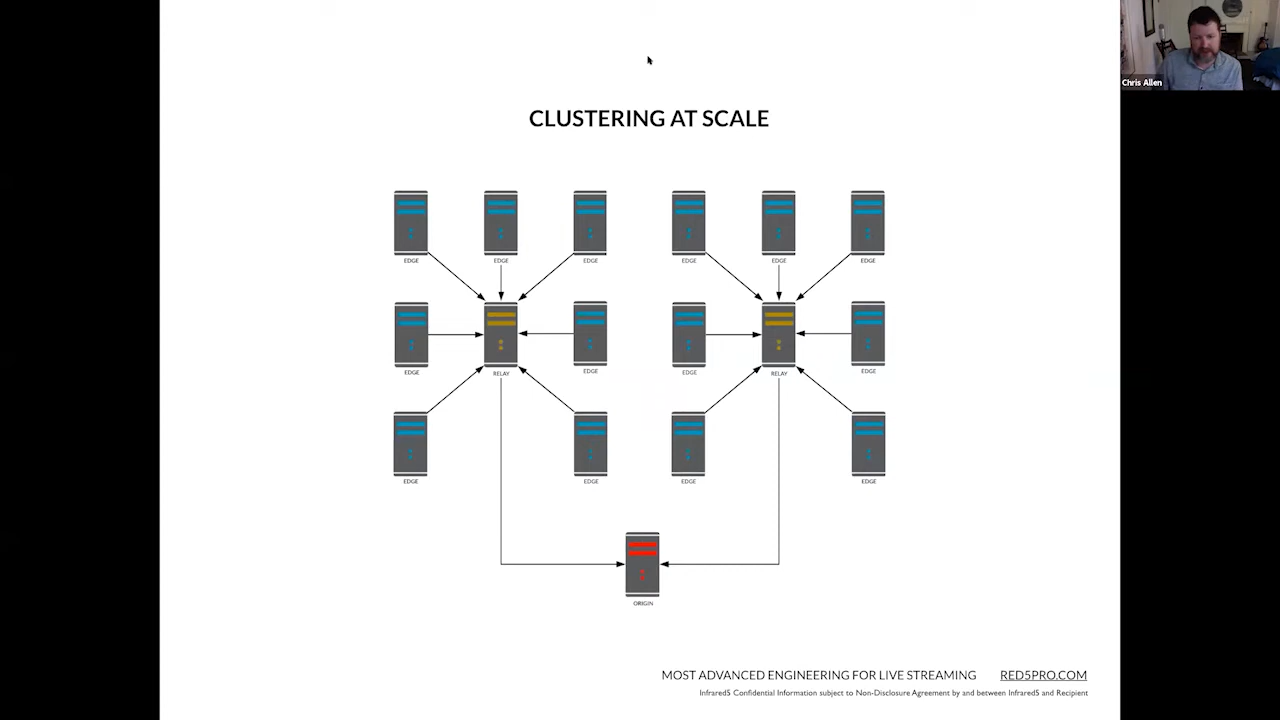 Chris Allen
CLUSTERING AT SCALE
EDGE EDGE EDGE EDGE EDGE EDGE
EDGE RELAY EDGE EDGE RELAY EDGE
EDGE EDGE EDGE EDGE
ORIGIN
MOST ADVANCED ENGINEERING FOR LIVE STREAMING RED5PRO.COM
Infrared5 Confidential Information subject to Non-Disclosure Agreement by and between Infrared5 and Recipient